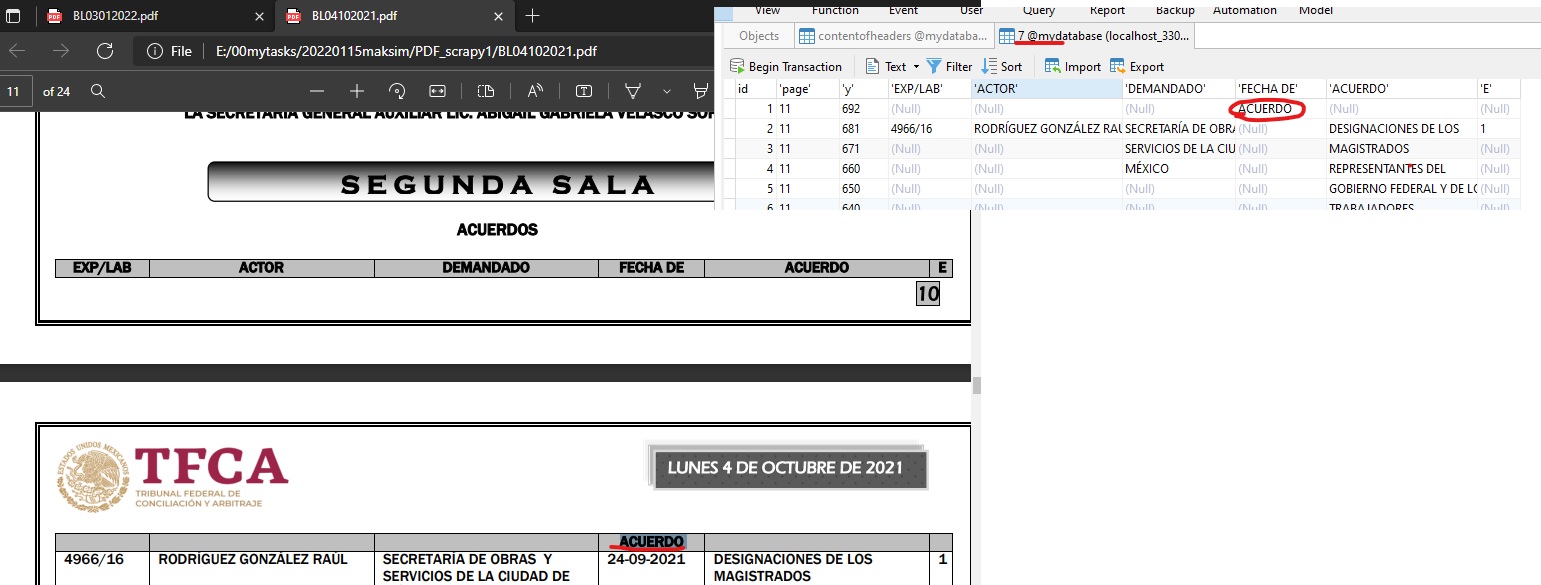 BL03012022.pdf
BL04102021.pdf
File E:/00mytasks/20220115maksim/PDF_scrapy1/BL04102021.pdf
11 of 24
View Function Event User Query Report Backup Automation Model
Objects contentofheaders @mydataba... 7 @mydatabase (localhost_330...
Begin Transaction Text Filter Sort Import Export
id 'page' 'y' 'EXP/LAB' 'ACTOR' 'DEMANDADO' 'FECHA DE' 'ACUERDO' 'E'
1 11 692 (Null) (Null) (Null) ACUERDO (Null) (Null)
2 11 681 4966/16 RODRÍGUEZ GONZÁLEZ RAÚ SECRETARÍA DE OBRA (Null) DESIGNACIONES DE LOS 1
3 11 671 (Null) (Null) SERVICIOS DE LA CIU (Null) MAGISTRADOS (Null)
4 11 660 (Null) (Null) MÉXICO (Null) REPRESENTANTES DEL (Null)
5 11 650 (Null) (Null) (Null) (Null) GOBIERNO FEDERAL Y DE LO (Null)
6 11 640 (Null) (Null) (Null) (Null) TRABAJADORES (Null)
LA SECRETARIA GENERAL AUXILIAR LIC. ABIGAIL GABRIELA VELASCO
SEGUNDA SALA
ACUERDOS
EXP/LAB ACTOR DEMANDADO FECHA DE ACUERDO E
10
TFCA
TRIBUNAL FEDERAL DE
CONCILIACIÓN Y ARBITRAJE
ESTADOS UNIDOS MEXICANOS
LUNES 4 DE OCTUBRE DE 2021
ACUERDO
4966/16 RODRÍGUEZ GONZÁLEZ RAÚL SECRETARÍA DE OBRAS Y 24-09-2021 DESIGNACIONES DE LOS 1
SERVICIOS DE LA CIUDAD DE MAGISTRADOS